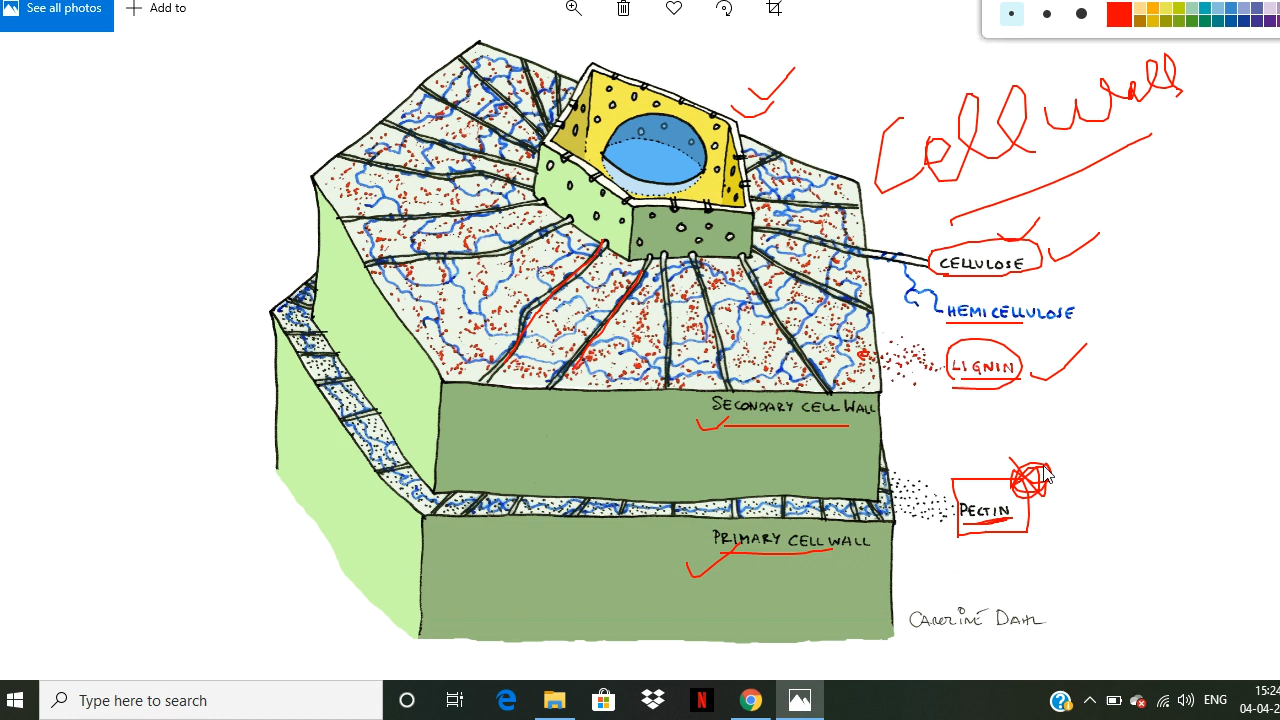 See all photos
Add to
Cell wall
CELLULOSE
HEMICELLULOSE
LIGNIN
SECONDARY CELL WALL
PECTIN
PRIMARY CELL WALL
CAROLINE DAHL
Type here to search
ENG
15:24
04-04-2